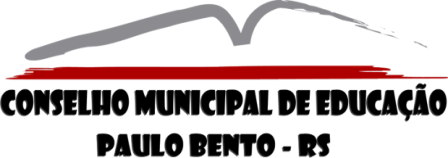 CONSELHO MUNICIPAL DE EDUCAÇÃO
PAULO BENTO - RS